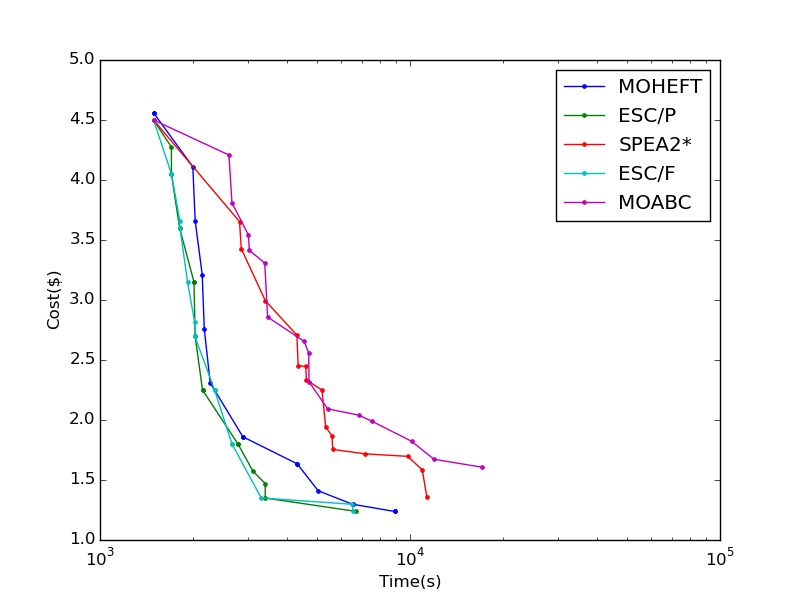 5.0
4.5
4.0
3.5
3.0
2.5
2.0
1.5
1.0
Cost($)
MOHEFT
ESC/P
SPEA2*
ESC/F
MOABC
10³ 10⁴ 10⁵
Time(s)